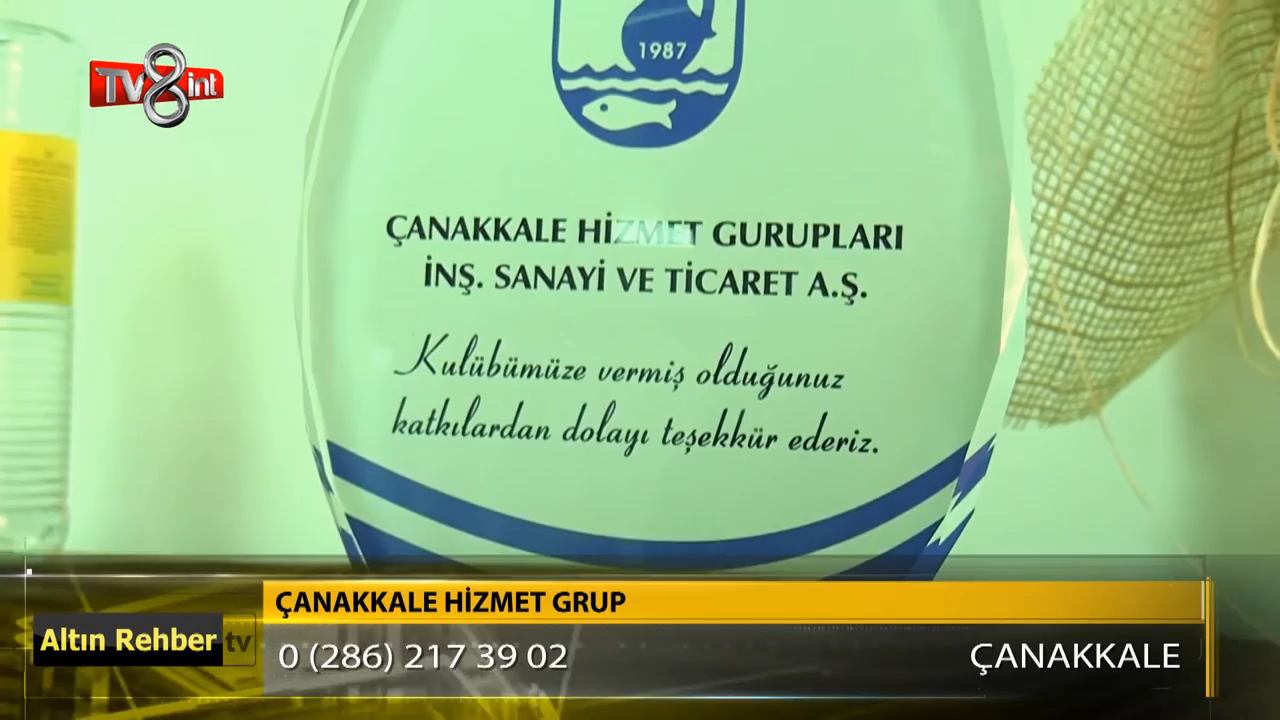 TV8int
1987
ÇANAKKALE HİZMET GURUPLARI
İNŞ. SANAYİ VE TİCARET A.Ş.
Kulübümüze vermiş olduğunuz
katkılardan dolayı teşekkür ederiz.
ÇANAKKALE HİZMET GRUP
Altın Rehber tv
0 (286) 217 39 02
ÇANAKKALE